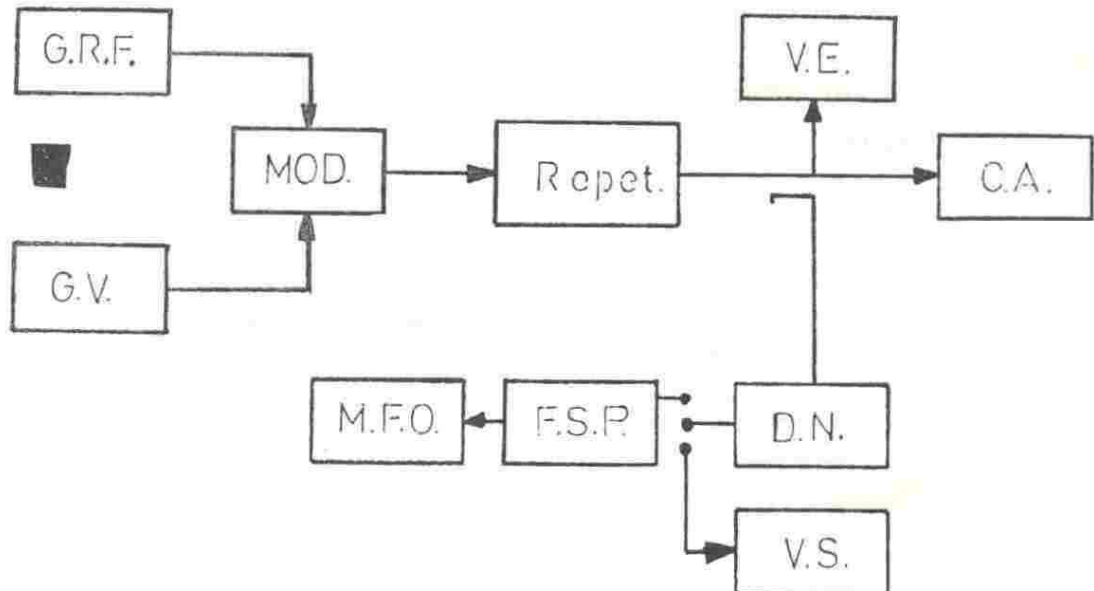 G.R.F.
V.E.
MOD.
Repet.
C.A.
G.V.
M.F.O.
F.S.P.
D.N.
V.S.